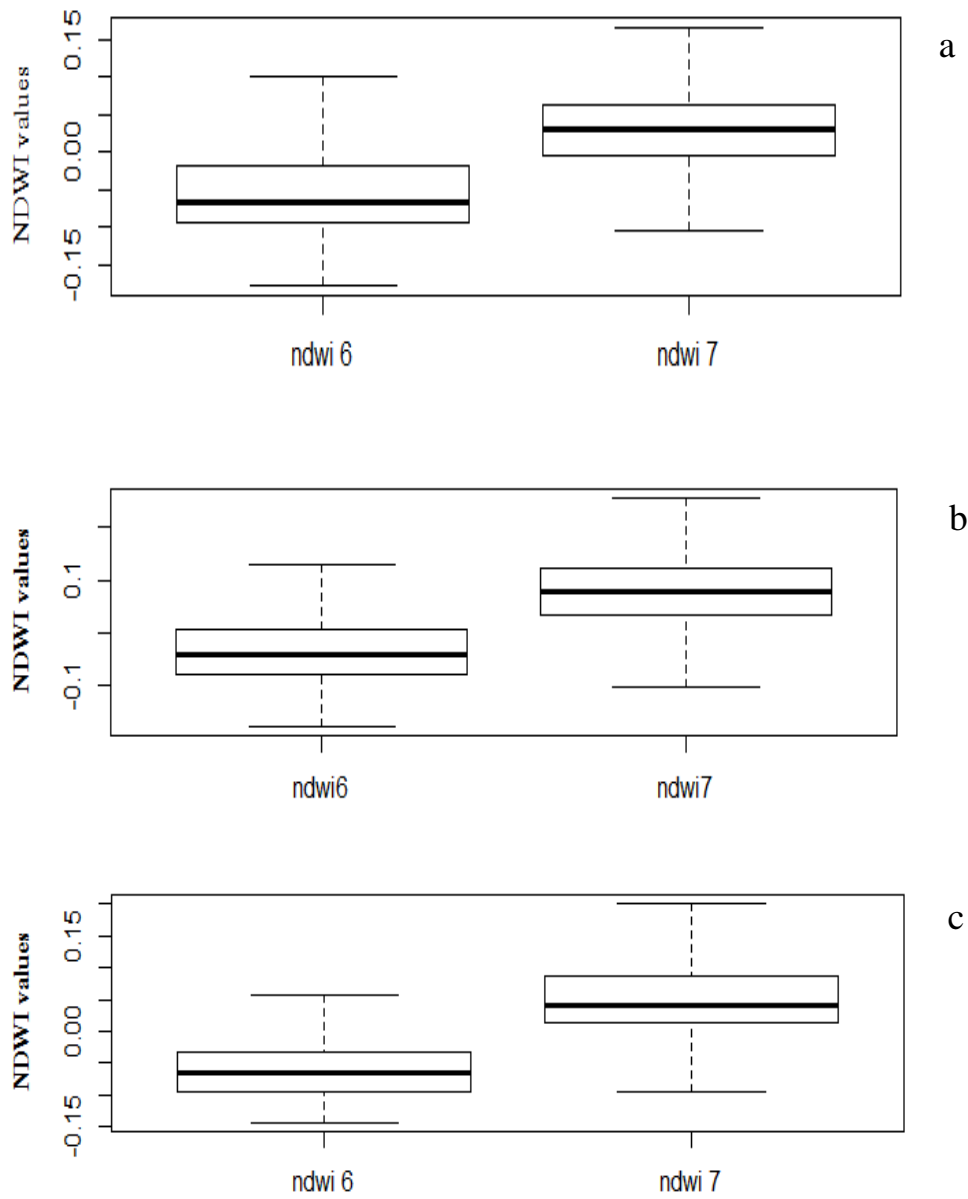 a
NDWI values
0.15
0.00
-0.15
ndwi 6 ndwi 7
b
NDWI values
0.1
-0.1
ndwi6 ndwi7
c
NDWI values
0.15
0.00
-0.15
ndwi 6 ndwi 7